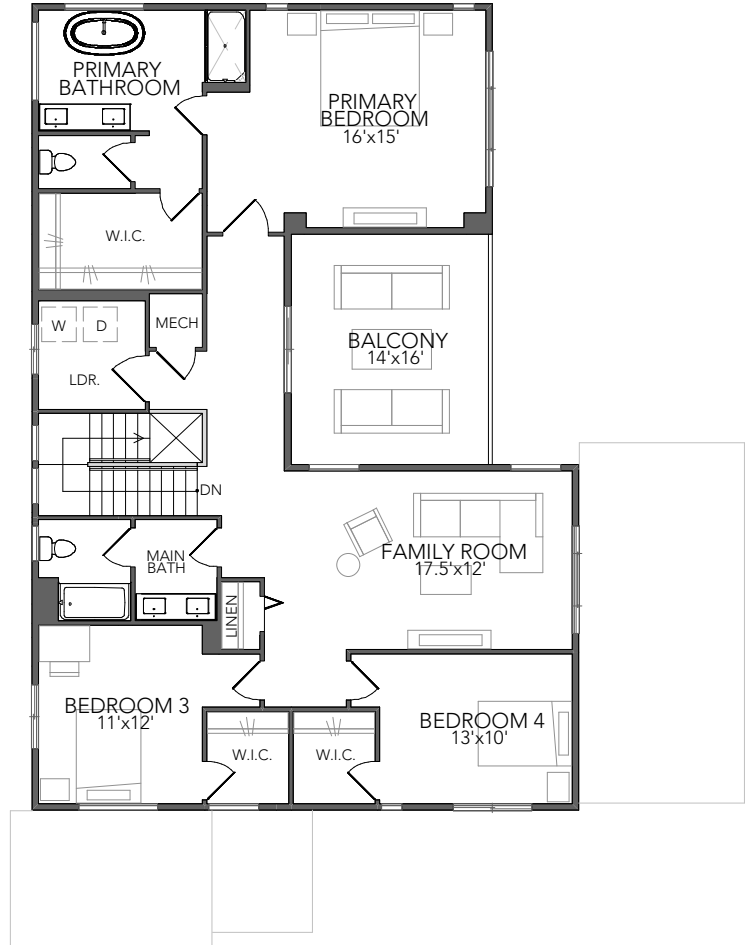 PRIMARY
BATHROOM
PRIMARY
BEDROOM
16'x15'
W.I.C.
W
D
MECH
LDR.
BALCONY
14'x16'
DN
MAIN
BATH
LINEN
FAMILY ROOM
17.5'x12'
BEDROOM 3
11'x12'
W.I.C.
W.I.C.
BEDROOM 4
13'x10'